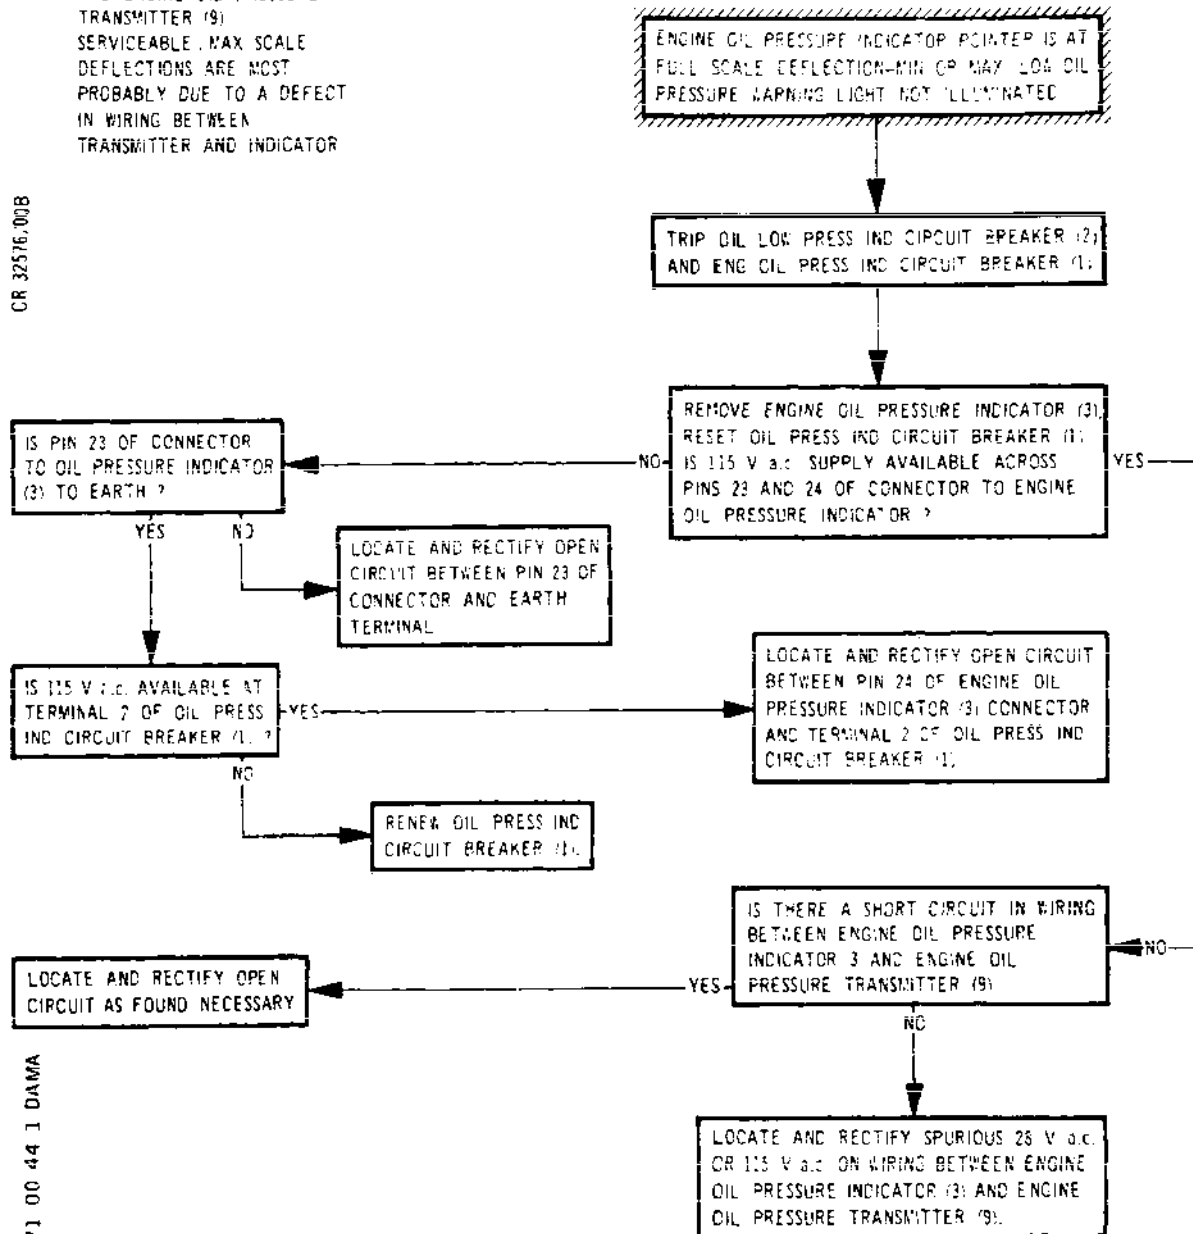 TRANSMITTER (9)
SERVICEABLE. MAX SCALE
DEFLECTIONS ARE MOST
PROBABLY DUE TO A DEFECT
IN WIRING BETWEEN
TRANSMITTER AND INDICATOR
ENGINE OIL PRESSURE INDICATOR POINTER IS AT
FULL SCALE DEFLECTION-MIN OR MAX LOW OIL
PRESSURE WARNING LIGHT NOT ILLUMINATED
CR 32576/00B
TRIP OIL LOW PRESS IND CIRCUIT BREAKER (2)
AND ENG OIL PRESS IND CIRCUIT BREAKER (1)
REMOVE ENGINE OIL PRESSURE INDICATOR (3).
RESET OIL PRESS IND CIRCUIT BREAKER (1)
IS 115 V a.c. SUPPLY AVAILABLE ACROSS
PINS 23 AND 24 OF CONNECTOR TO ENGINE
OIL PRESSURE INDICATOR ?
NO
YES
IS PIN 23 OF CONNECTOR
TO OIL PRESSURE INDICATOR
(3) TO EARTH ?
YES
NO
LOCATE AND RECTIFY OPEN
CIRCUIT BETWEEN PIN 23 OF
CONNECTOR AND EARTH
TERMINAL
IS 115 V a.c. AVAILABLE AT
TERMINAL 2 OF OIL PRESS
IND CIRCUIT BREAKER (1) ?
YES
LOCATE AND RECTIFY OPEN CIRCUIT
BETWEEN PIN 24 OF ENGINE OIL
PRESSURE INDICATOR (3) CONNECTOR
AND TERMINAL 2 OF OIL PRESS IND
CIRCUIT BREAKER (1)
NO
RENEW OIL PRESS IND
CIRCUIT BREAKER (1).
IS THERE A SHORT CIRCUIT IN WIRING
BETWEEN ENGINE OIL PRESSURE
INDICATOR 3 AND ENGINE OIL
PRESSURE TRANSMITTER (9)
NO
YES
LOCATE AND RECTIFY OPEN
CIRCUIT AS FOUND NECESSARY
NO
LOCATE AND RECTIFY SPURIOUS 28 V a.c.
OR 115 V a.c. ON WIRING BETWEEN ENGINE
OIL PRESSURE INDICATOR (3) AND ENGINE
OIL PRESSURE TRANSMITTER (9).
71 00 44 1 DAMA